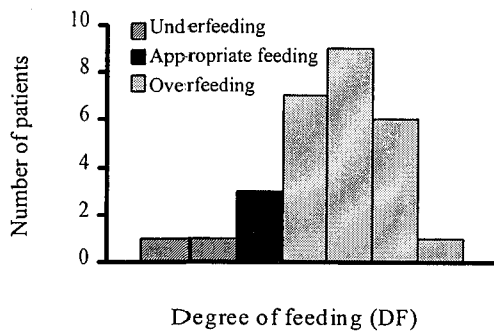 10
8
6
4
2
0
Number of patients
Underfeeding
Appropriate feeding
Overfeeding
Degree of feeding (DF)